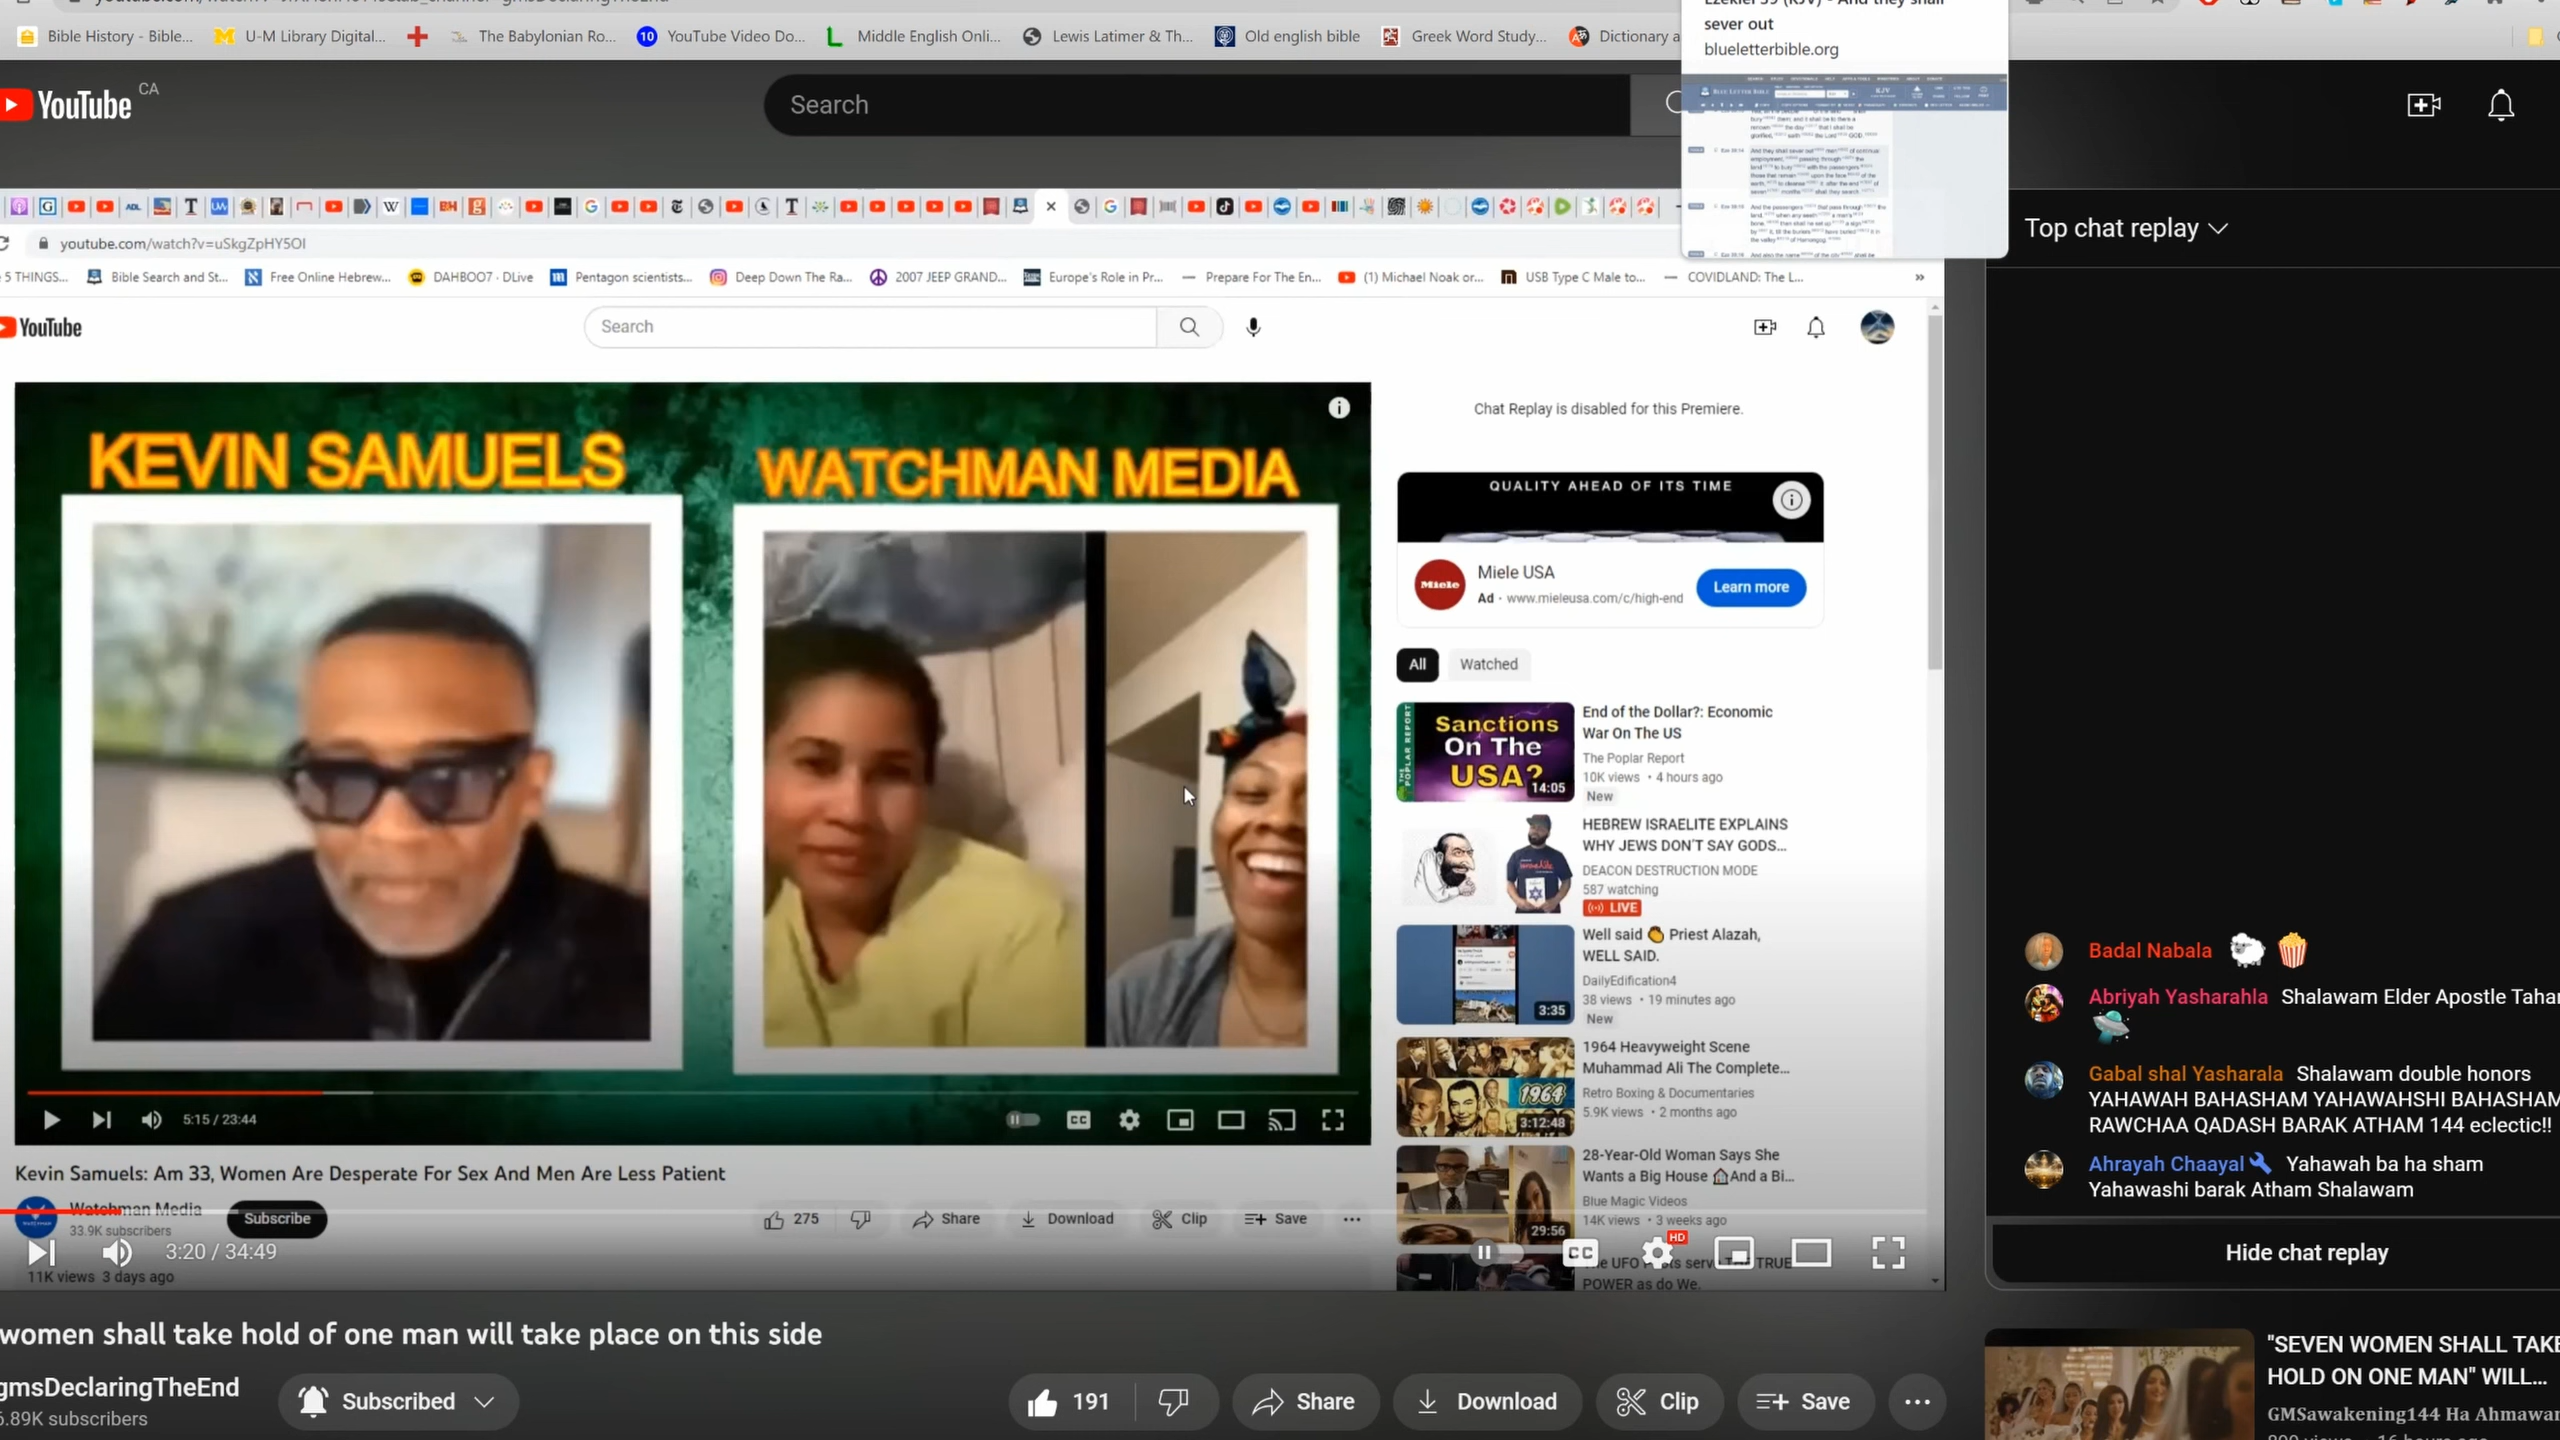 sever out
blueletterbible.org
Bible History - Bible...
U-M Library Digital...
The Babylonian Ro...
YouTube Video Do...
Middle English Onli...
Lewis Latimer & Th...
Old english bible
Greek Word Study...
Dictionary a
YouTube CA
Search
Top chat replay
youtube.com/watch?v=uSkgZpHY5OI
5 THINGS...
Bible Search and St...
Free Online Hebrew...
DAHBOO7 - DLive
Pentagon scientists...
Deep Down The Ra...
2007 JEEP GRAND...
Europe's Role in Pr...
Prepare For The En...
(1) Michael Noak or...
USB Type C Male to...
COVIDLAND: The L...
YouTube
Search
KEVIN SAMUELS
WATCHMAN MEDIA
5:15 / 23:44
Kevin Samuels: Am 33, Women Are Desperate For Sex And Men Are Less Patient
Watchman Media
33.9K subscribers
Subscribe
275
Share
Download
Clip
Save
3:20 / 34:49
11K views 3 days ago
Chat Replay is disabled for this Premiere.
QUALITY AHEAD OF ITS TIME
Miele
Miele USA
Ad · www.mieleusa.com/c/high-end
Learn more
All
Watched
THE POPLAR REPORT
Sanctions
On The
USA?
14:05
End of the Dollar?: Economic
War On The US
The Poplar Report
10K views • 4 hours ago
New
HEBREW ISRAELITE EXPLAINS
WHY JEWS DON'T SAY GODS...
DEACON DESTRUCTION MODE
587 watching
LIVE
Well said 👏 Priest Alazah,
WELL SAID.
DailyEdification4
38 views • 19 minutes ago
New
3:35
1964 Heavyweight Scene
Muhammad Ali The Complete...
Retro Boxing & Documentaries
5.9K views • 2 months ago
1964
3:12:48
28-Year-Old Woman Says She
Wants a Big House 🏠And a Bi...
Blue Magic Videos
14K views • 3 weeks ago
29:56
POWER as do We.
CC
HD
Badal Nabala 🐑 🍿
Abriyah Yasharahla Shalawam Elder Apostle Tahar
🛸
Gabal shal Yasharala Shalawam double honors
YAHAWAH BAHASHAM YAHAWAHSHI BAHASHAM
RAWCHAA QADASH BARAK ATHAM 144 eclectic!!
Ahrayah Chaayal Yahawah ba ha sham
Yahawashi barak Atham Shalawam
Hide chat replay
women shall take hold of one man will take place on this side
gmsDeclaringTheEnd
6.89K subscribers
Subscribed
191
Share
Download
Clip
Save
"SEVEN WOMEN SHALL TAKE
HOLD ON ONE MAN" WILL...
GMSawakening144 Ha Ahmawan